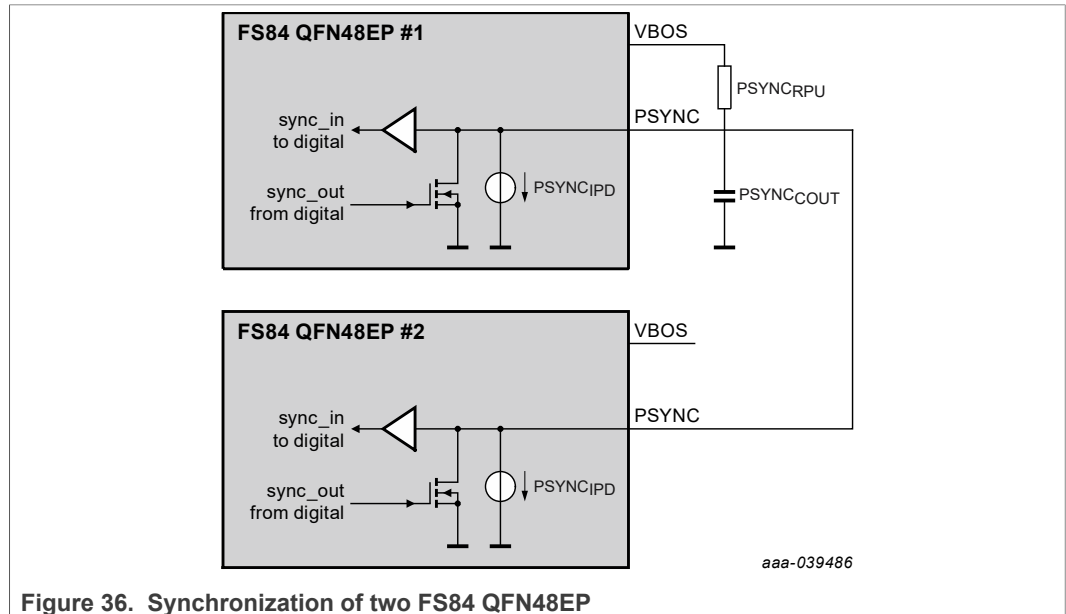 FS84 QFN48EP #1
VBOS
PSYNCRPU
PSYNC
sync_in
to digital
sync_out
from digital
PSYNCIPD
PSYNCCOUT
FS84 QFN48EP #2
VBOS
PSYNC
sync_in
to digital
sync_out
from digital
PSYNCIPD
aaa-039486
Figure 36. Synchronization of two FS84 QFN48EP